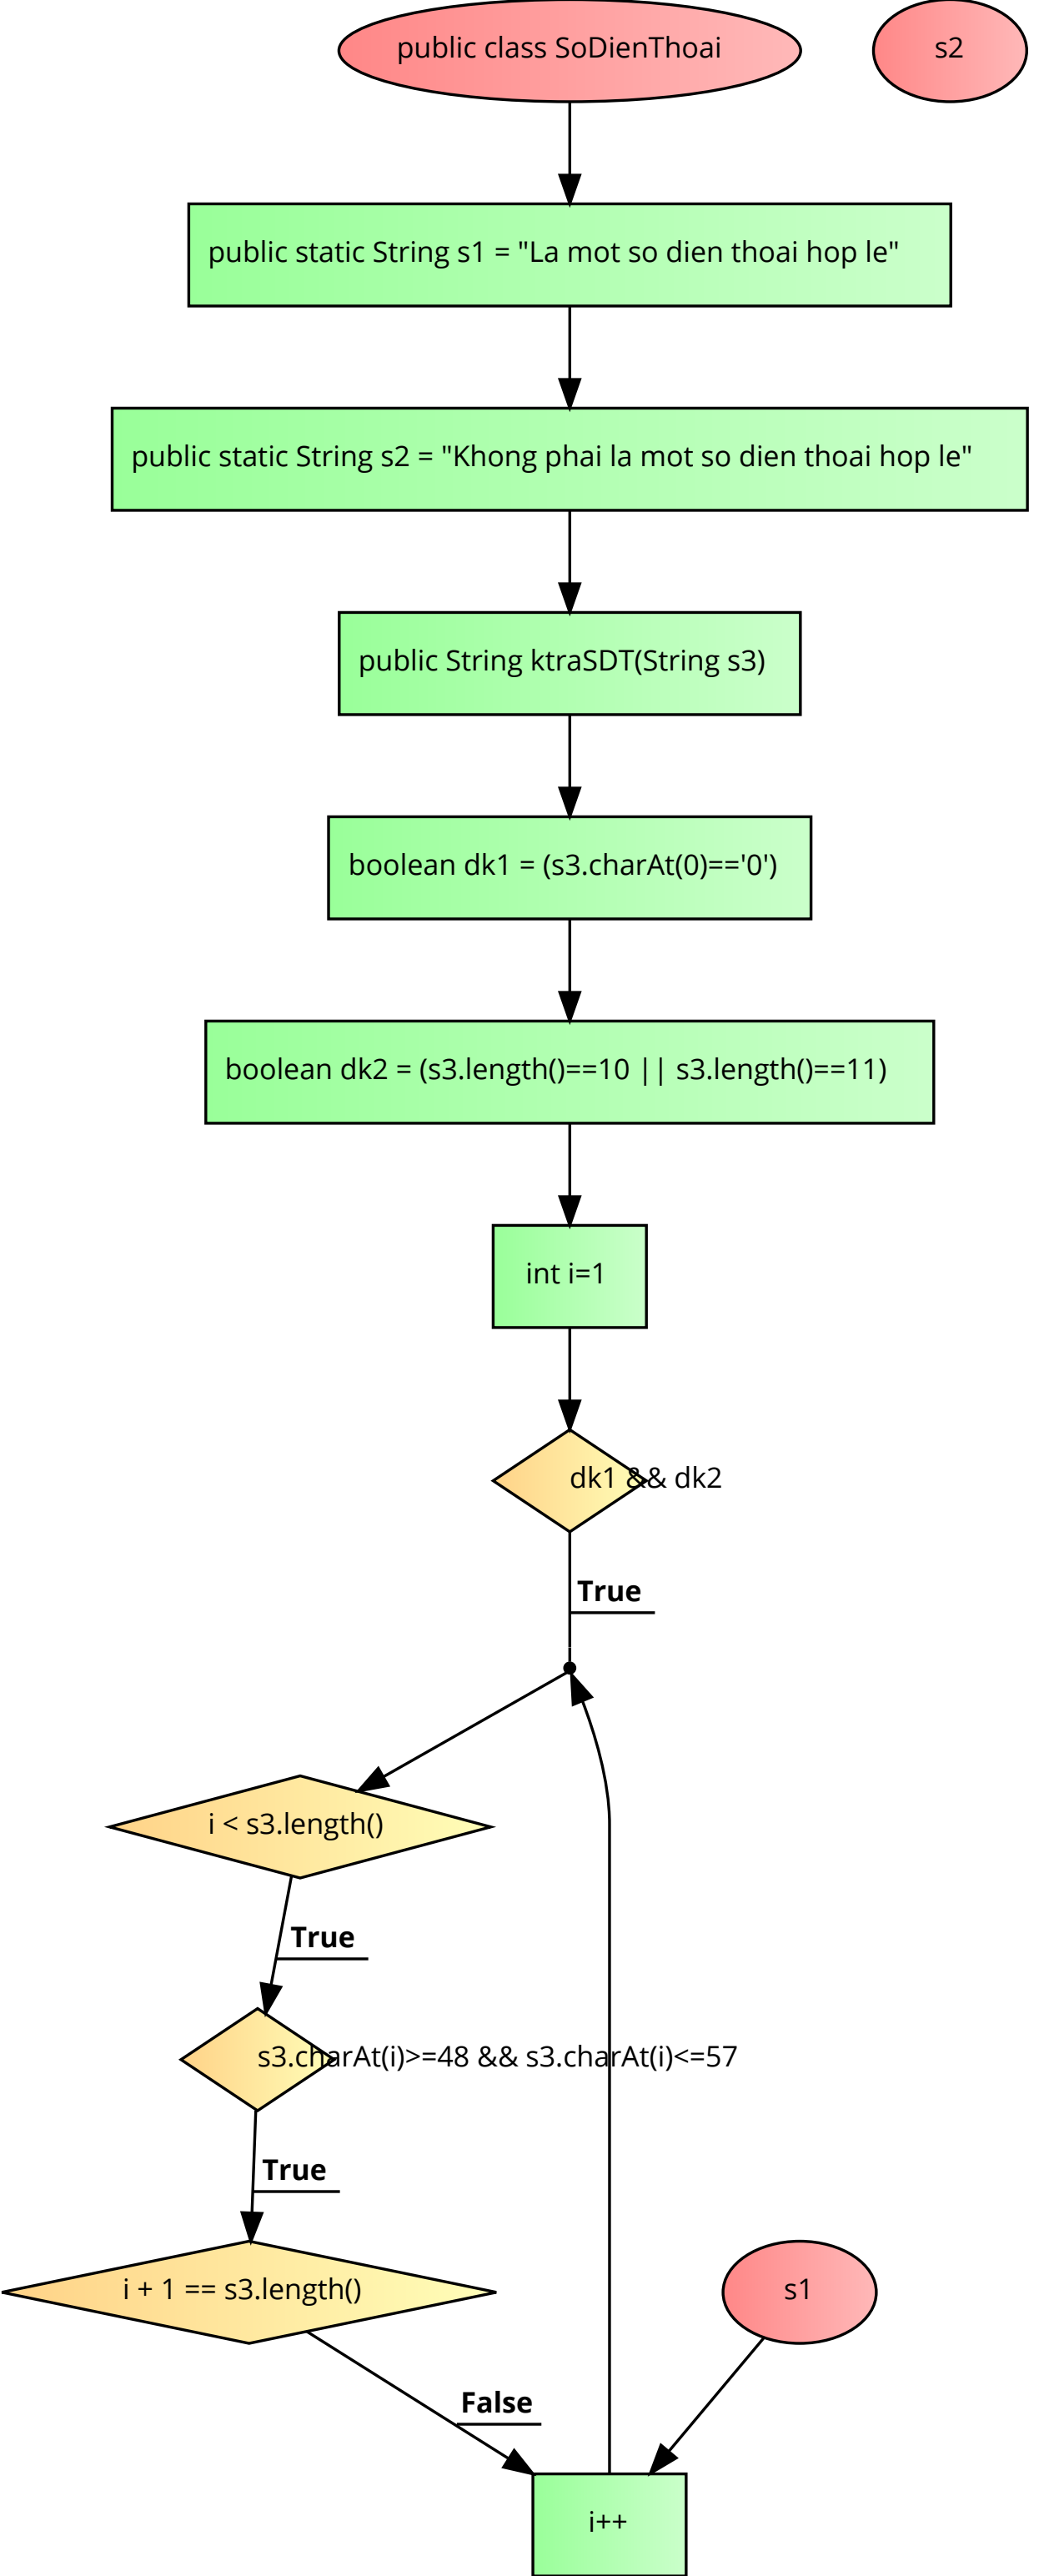 public class SoDienThoai
s2
public static String s1 = "La mot so dien thoai hop le"
public static String s2 = "Khong phai la mot so dien thoai hop le"
public String ktraSDT(String s3)
boolean dk1 = (s3.charAt(0)=='0')
boolean dk2 = (s3.length()==10 || s3.length()==11)
int i=1
dk1 && dk2
True
i < s3.length()
True
s3.charAt(i)>=48 && s3.charAt(i)<=57
True
i + 1 == s3.length()
s1
False
i++